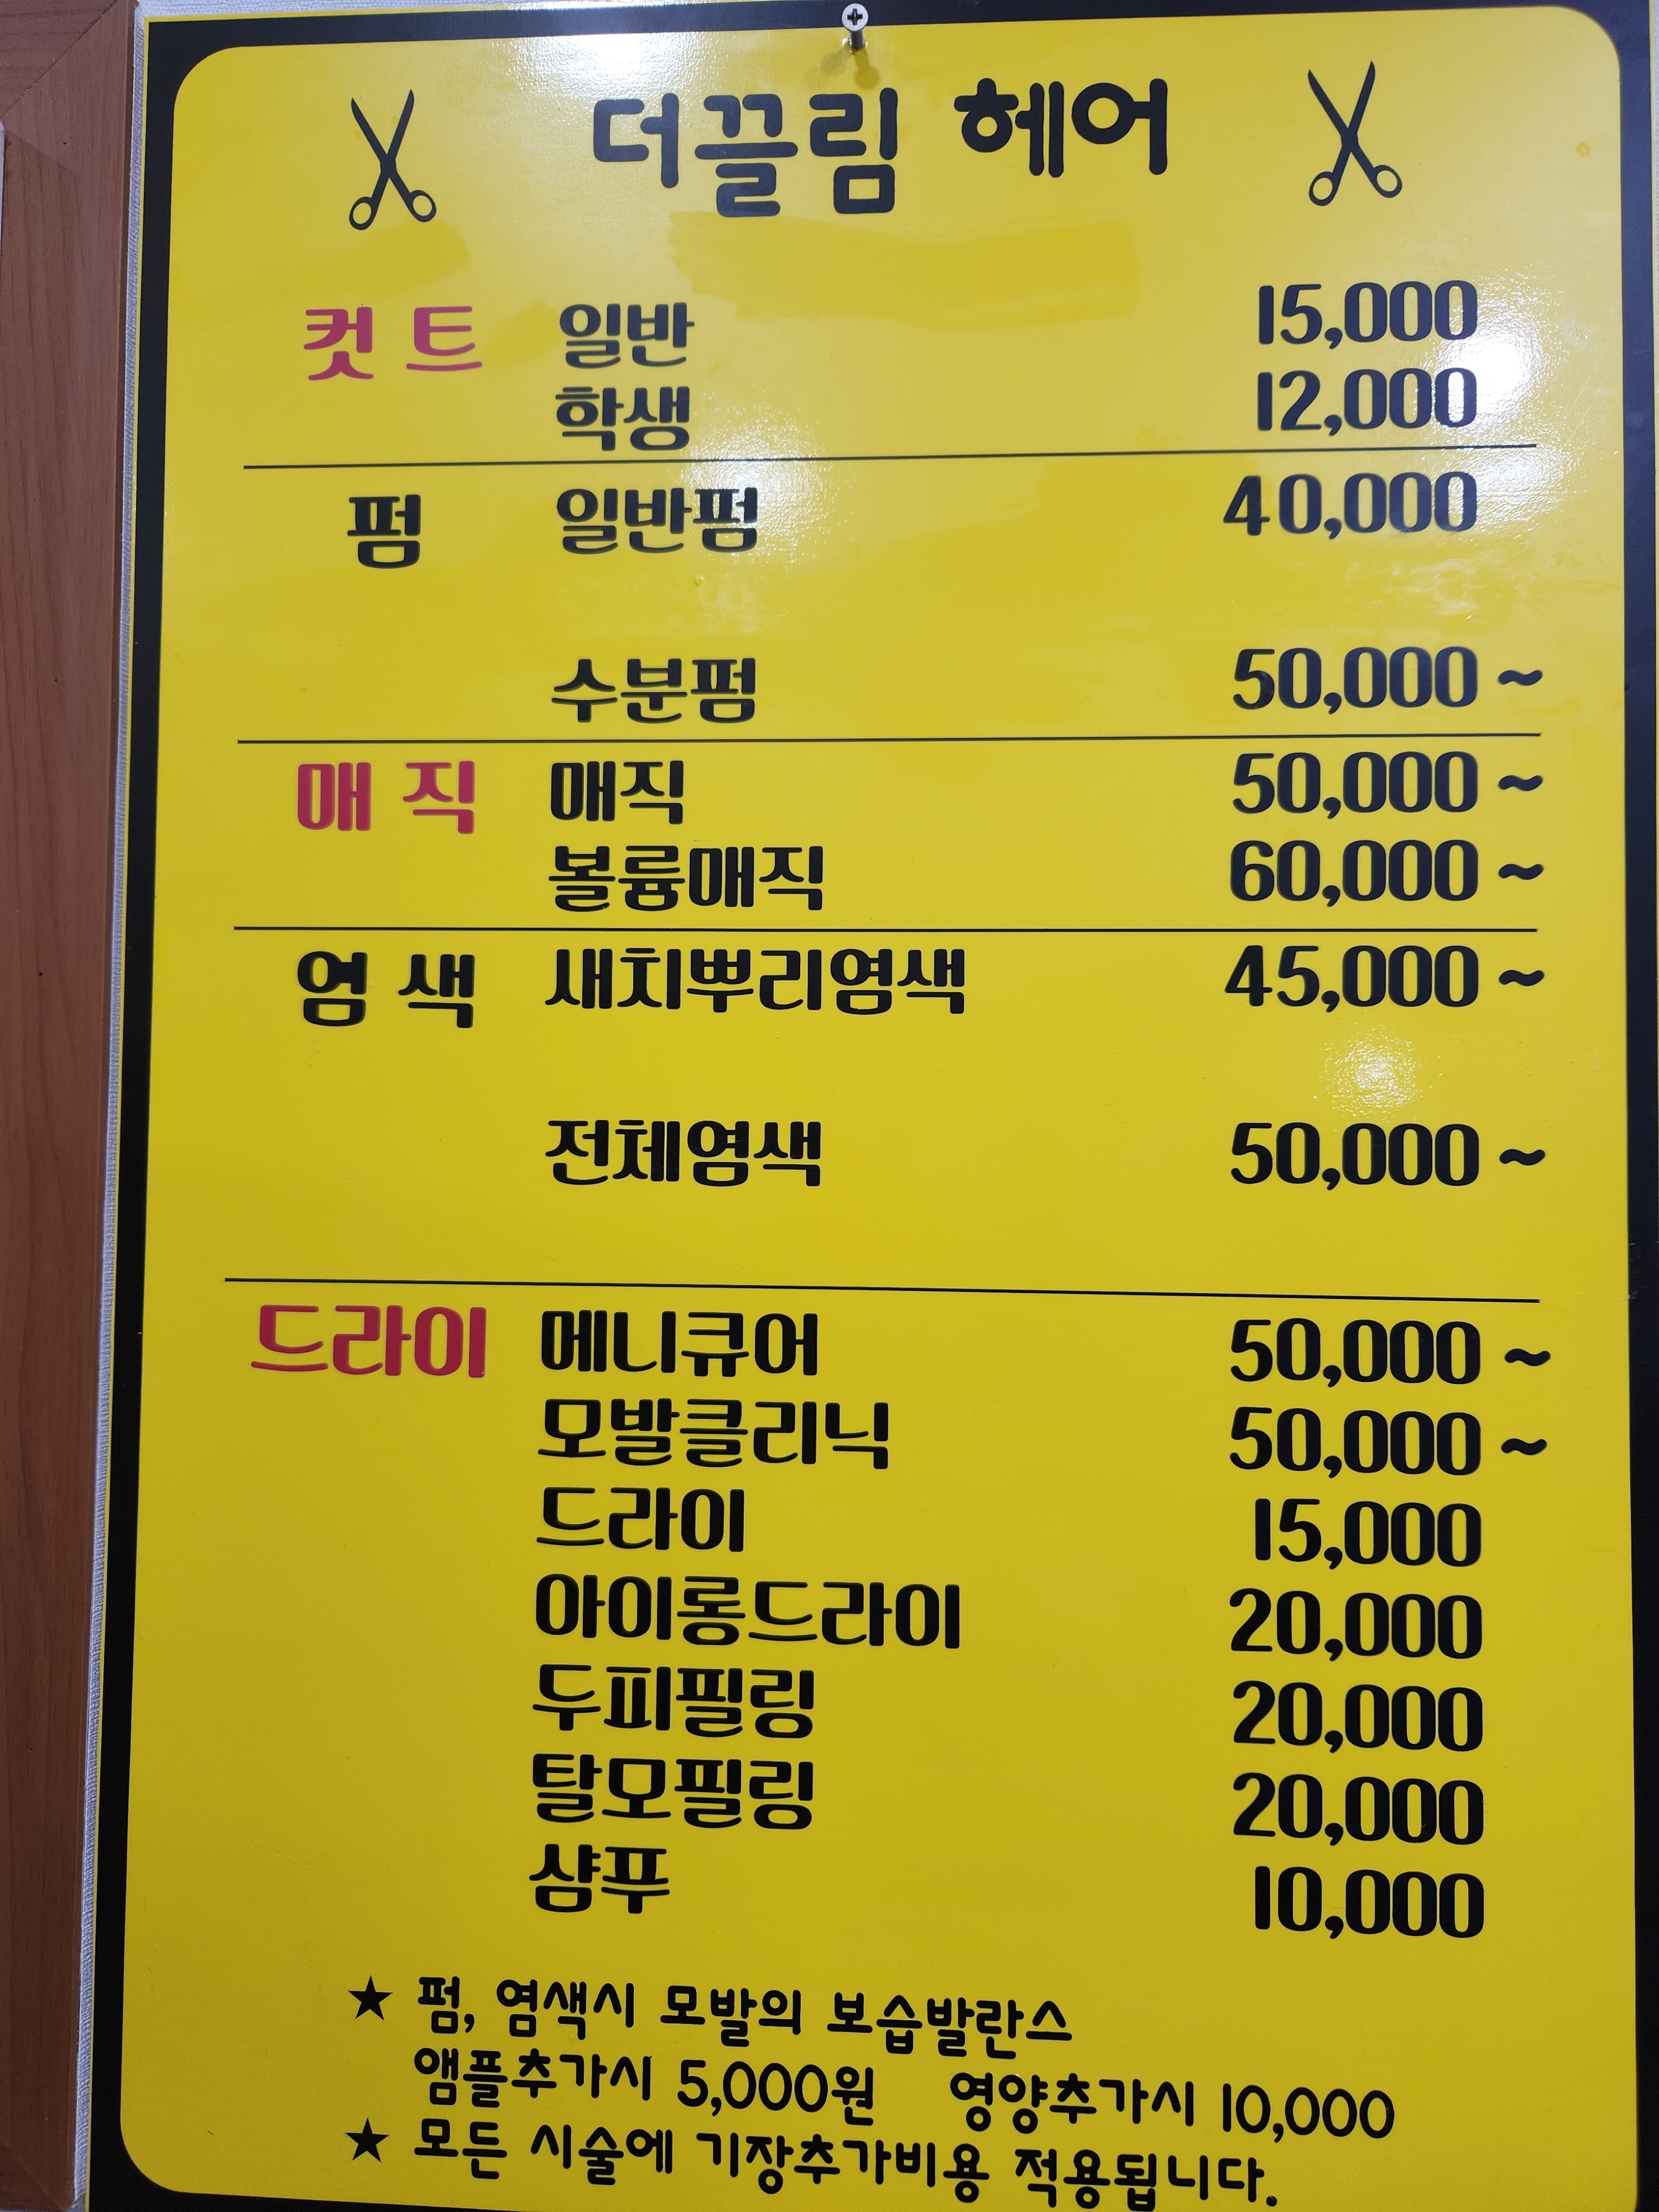 더끌림 헤어
컷트 일반 15,000
학생 12,000
펌 일반펌 40,000
수분펌 50,000 ~
매직 매직 50,000 ~
볼륨매직 60,000 ~
염색 새치뿌리염색 45,000 ~
전체염색 50,000 ~
드라이 메니큐어 50,000 ~
모발클리닉 50,000 ~
드라이 15,000
아이롱드라이 20,000
두피필링 20,000
탈모필링 20,000
샴푸 10,000
★ 펌, 염색시 모발의 보습발란스
앰플추가시 5,000원 영양추가시 10,000
★ 모든 시술에 기장추가비용 적용됩니다.